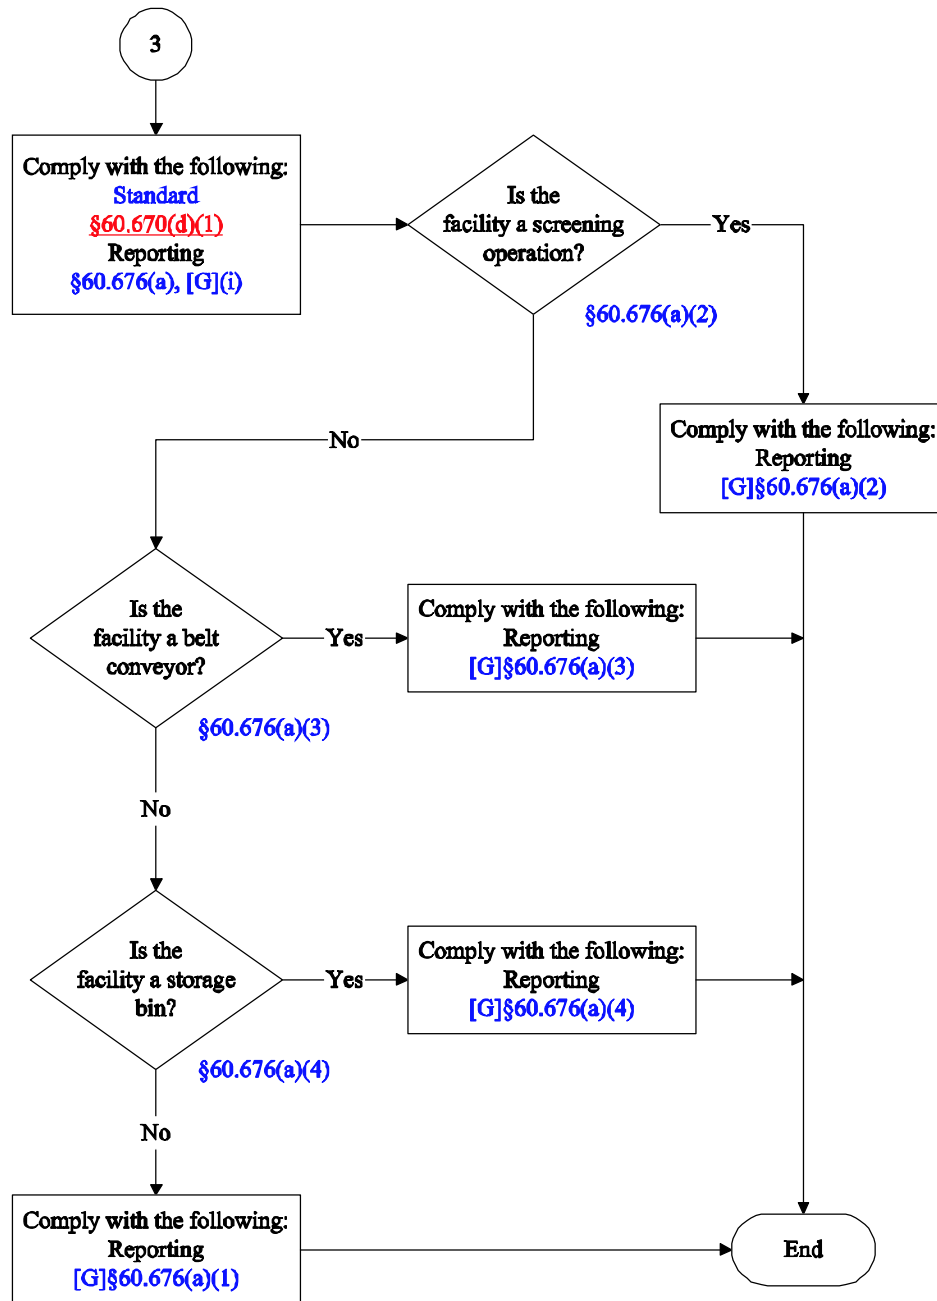 3
Comply with the following:
Standard
§60.670(d)(1)
Reporting
§60.676(a), [G](i)
Is the
facility a screening
operation?
Yes
§60.676(a)(2)
Comply with the following:
Reporting
[G]§60.676(a)(2)
No
Is the
facility a belt
conveyor?
Yes
Comply with the following:
Reporting
[G]§60.676(a)(3)
§60.676(a)(3)
No
Is the
facility a storage
bin?
Yes
Comply with the following:
Reporting
[G]§60.676(a)(4)
§60.676(a)(4)
No
Comply with the following:
Reporting
[G]§60.676(a)(1)
End